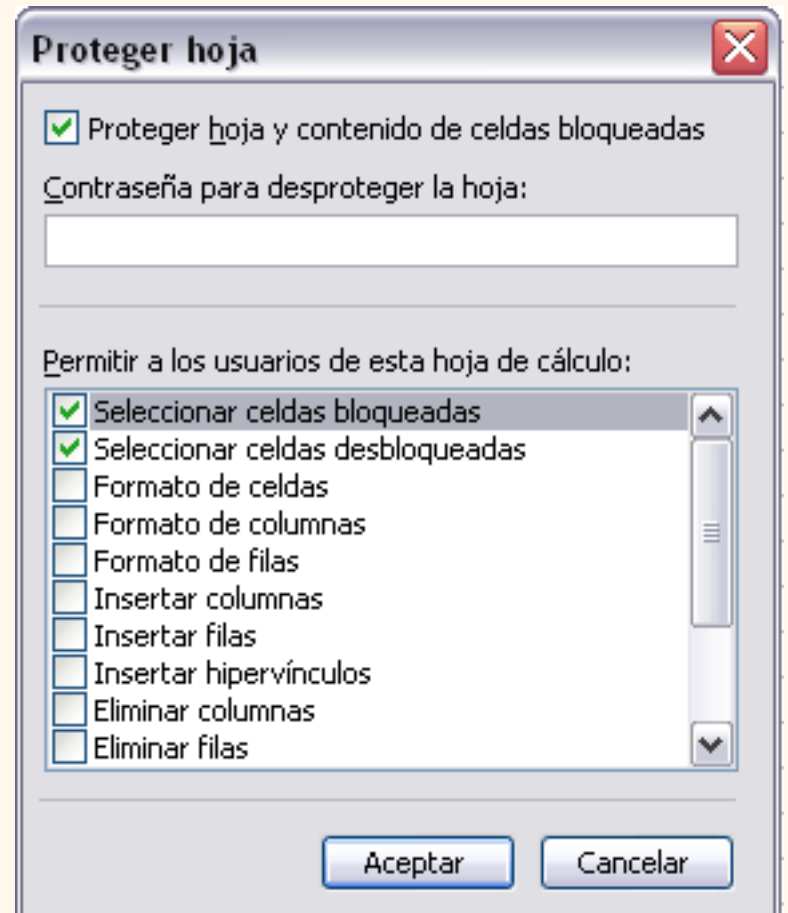 Proteger hoja
Proteger hoja y contenido de celdas bloqueadas
Contraseña para desproteger la hoja:
Permitir a los usuarios de esta hoja de cálculo:
Seleccionar celdas bloqueadas
Seleccionar celdas desbloqueadas
Formato de celdas
Formato de columnas
Formato de filas
Insertar columnas
Insertar filas
Insertar hipervínculos
Eliminar columnas
Eliminar filas
Aceptar
Cancelar